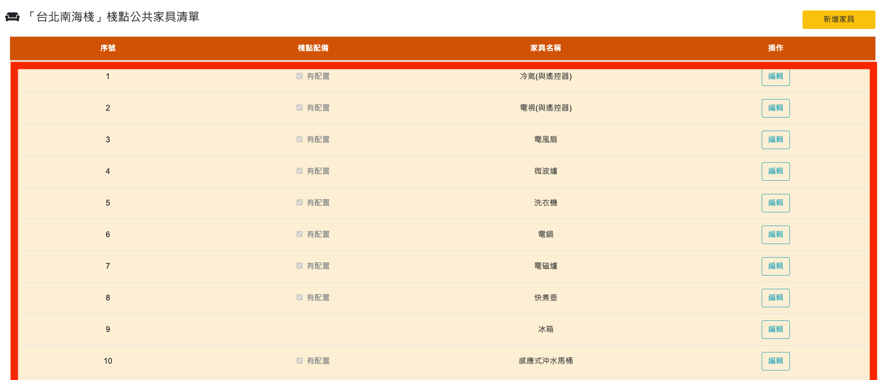 「台北南海棧」棧點公共家具清單
新增家具
序號 棧點配備 家具名稱 操作
1 有配置 冷氣(與遙控器) 編輯
2 有配置 電視(與遙控器) 編輯
3 有配置 電風扇 編輯
4 有配置 微波爐 編輯
5 有配置 洗衣機 編輯
6 有配置 電鍋 編輯
7 有配置 電磁爐 編輯
8 有配置 快煮壺 編輯
9 冰箱 編輯
10 有配置 感應式沖水馬桶 編輯